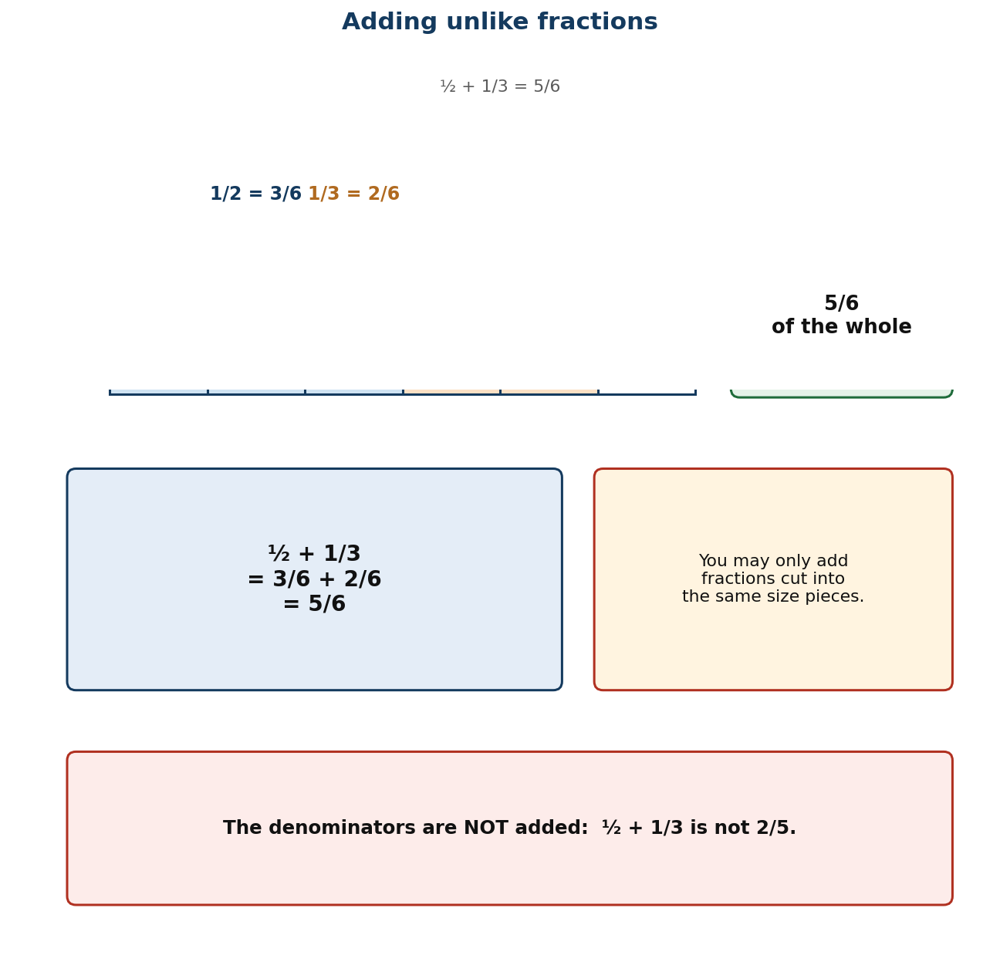 Adding unlike fractions
½ + 1/3 = 5/6
1/2 = 3/6 1/3 = 2/6
5/6
of the whole
½ + 1/3
= 3/6 + 2/6
= 5/6
You may only add
fractions cut into
the same size pieces.
The denominators are NOT added:  ½ + 1/3 is not 2/5.